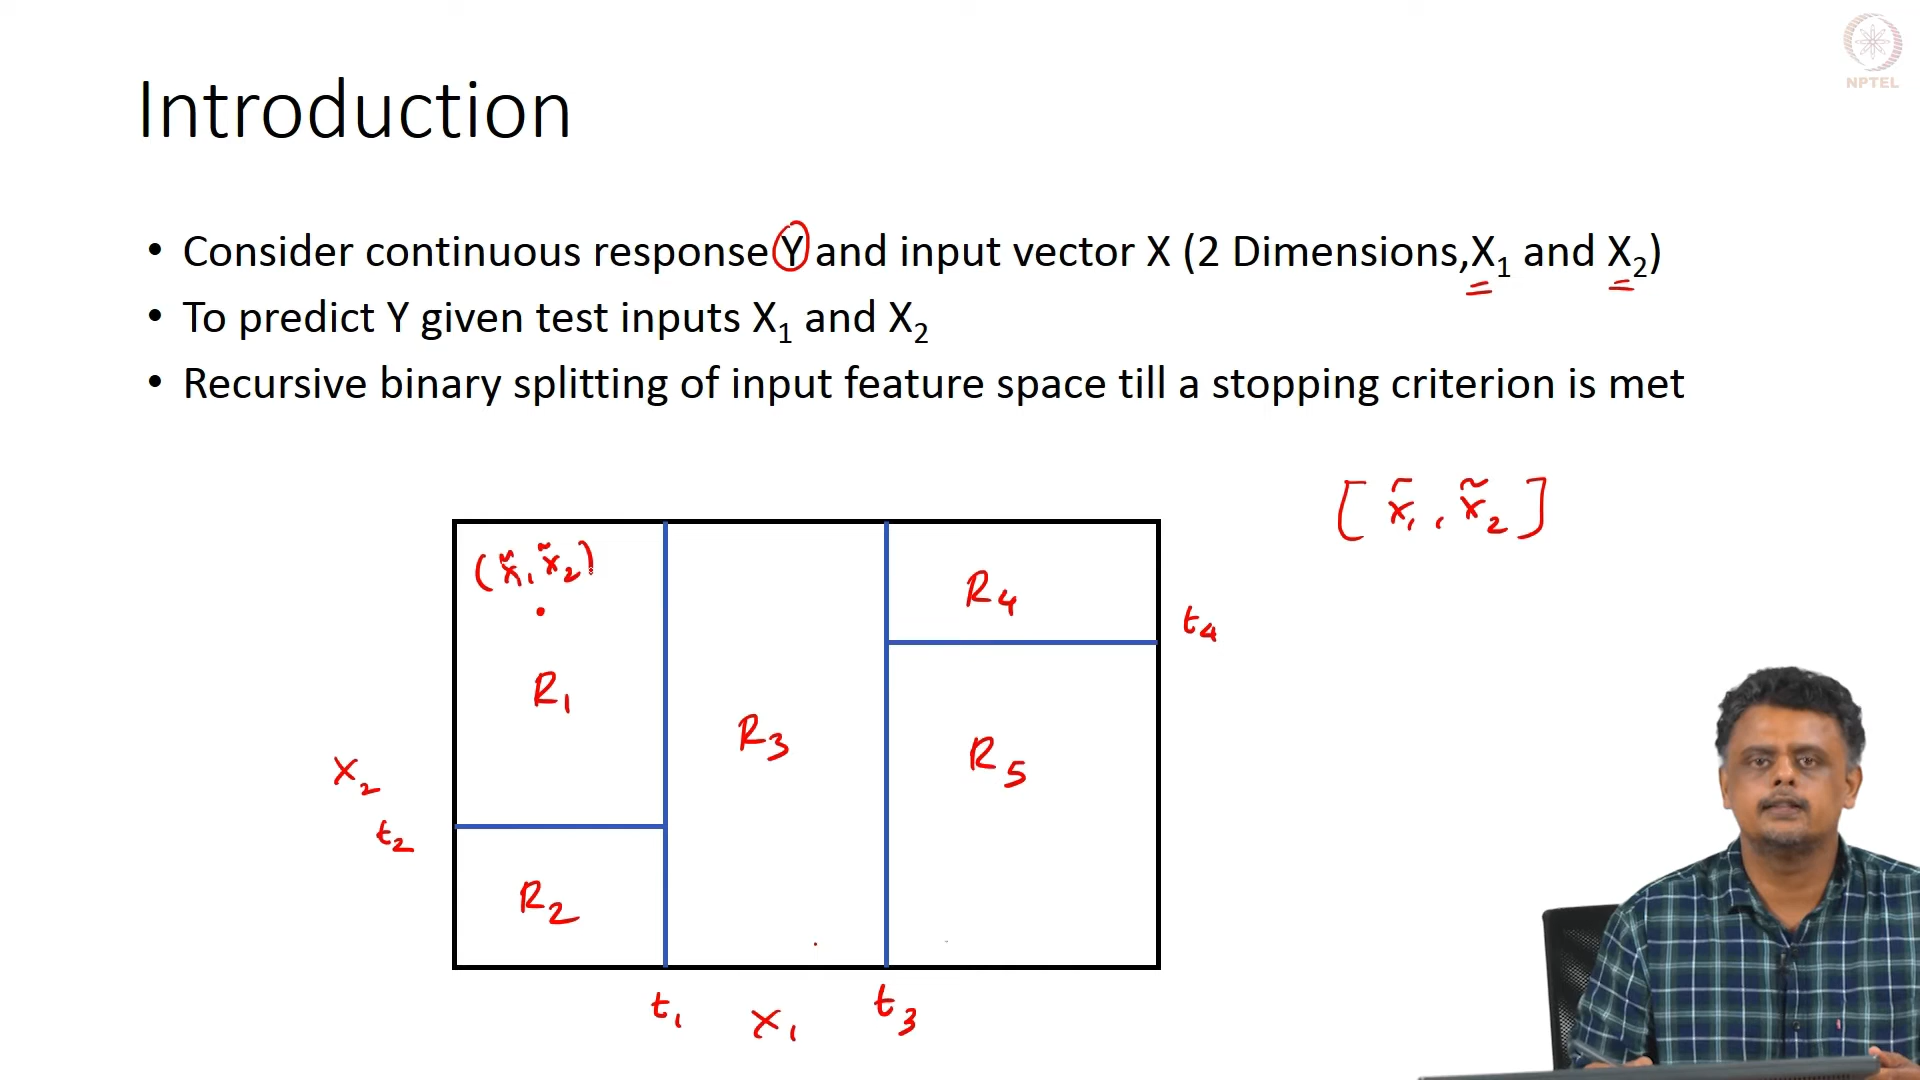 NPTEL
Introduction
• Consider continuous response Y and input vector X (2 Dimensions,X₁ and X₂)
• To predict Y given test inputs X₁ and X₂
• Recursive binary splitting of input feature space till a stopping criterion is met
[x̃₁, x̃₂]
(x̃₁, x̃₂)
R₄
t₄
R₁
R₃
R₅
X₂
t₂
R₂
t₁
X₁
t₃